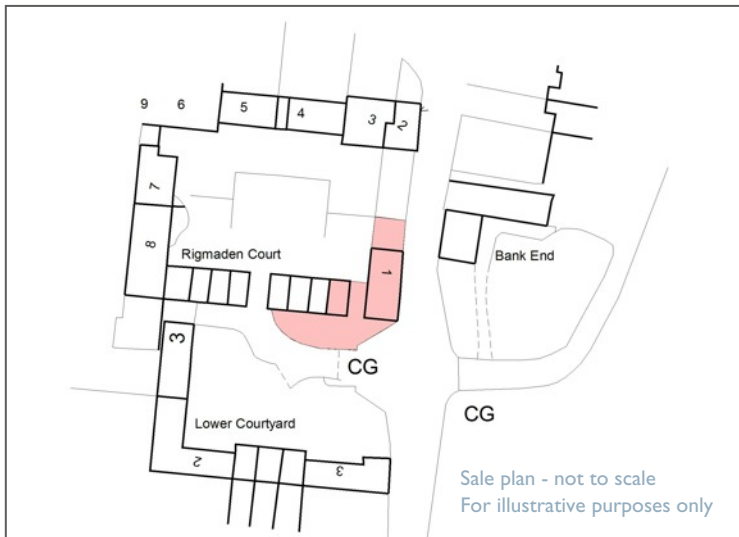 9
6
5
4
3
2
7
8
Rigmaden Court
1
Bank End
3
CG
CG
Lower Courtyard
2
3
Sale plan - not to scale
For illustrative purposes only